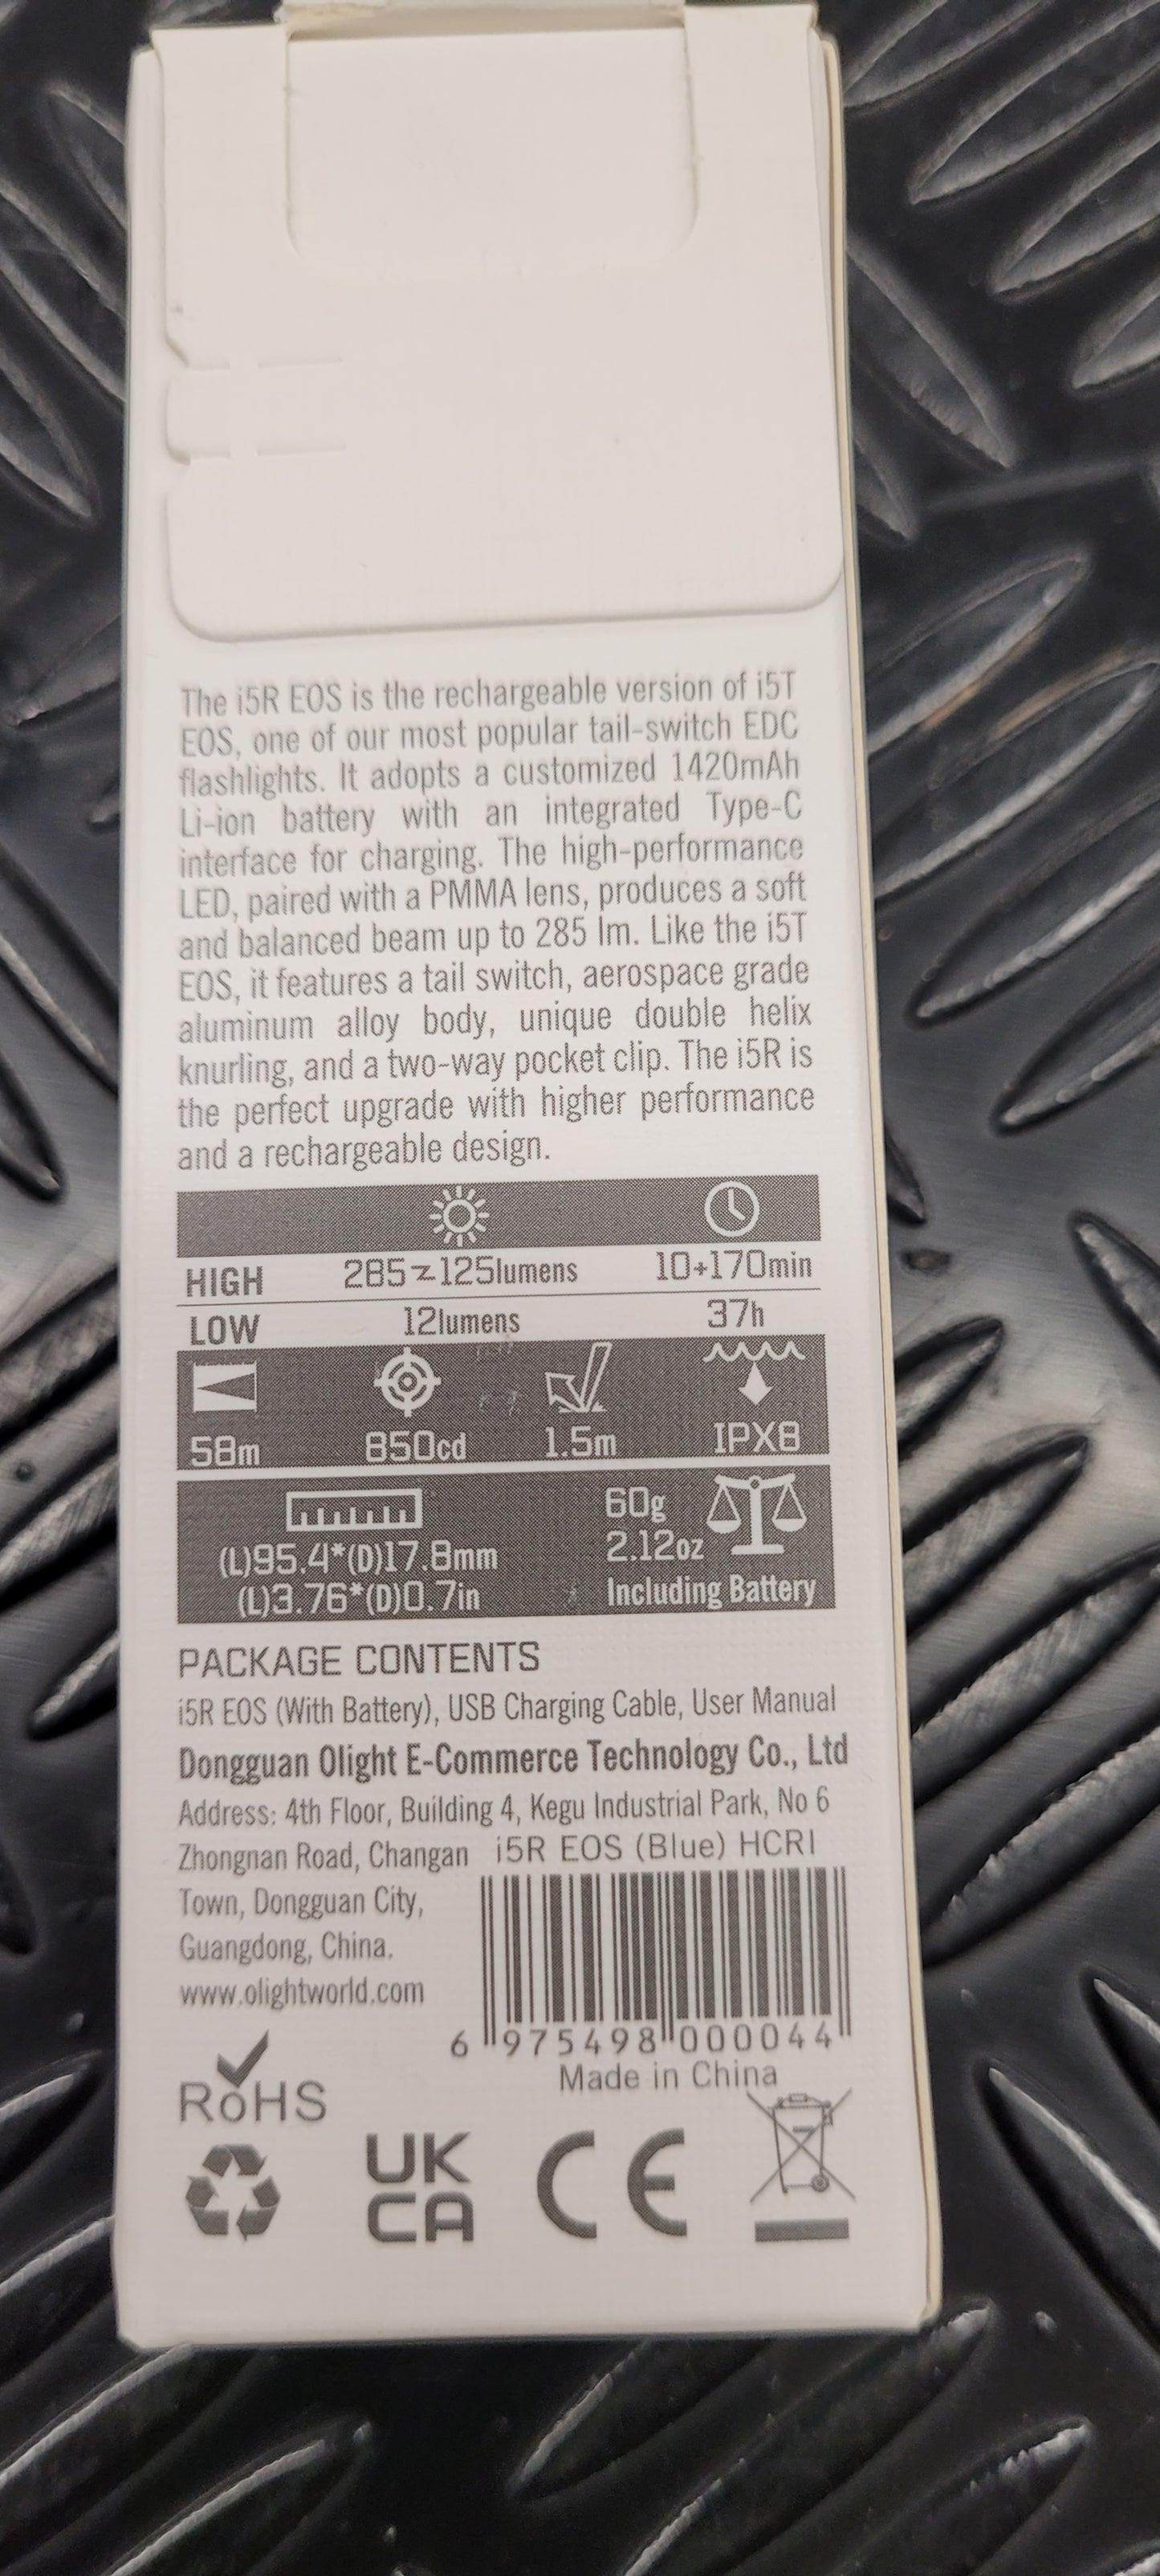 The i5R EOS is the rechargeable version of i5T
EOS, one of our most popular tail-switch EDC
flashlights. It adopts a customized 1420mAh
Li-ion battery with an integrated Type-C
interface for charging. The high-performance
LED, paired with a PMMA lens, produces a soft
and balanced beam up to 285 lm. Like the i5T
EOS, it features a tail switch, aerospace grade
aluminum alloy body, unique double helix
knurling, and a two-way pocket clip. The i5R is
the perfect upgrade with higher performance
and a rechargeable design.
HIGH 285~125lumens 10+170min
LOW 12lumens 37h
58m 850cd 1.5m IPX8
60g
2.12oz
(L)95.4*(D)17.8mm
(L)3.76*(D)0.7in Including Battery
PACKAGE CONTENTS
i5R EOS (With Battery), USB Charging Cable, User Manual
Dongguan Olight E-Commerce Technology Co., Ltd
Address: 4th Floor, Building 4, Kegu Industrial Park, No 6
Zhongnan Road, Changan
Town, Dongguan City,
Guangdong, China.
www.olightworld.com
i5R EOS (Blue) HCRI
6 975498 000044
Made in China
RoHS
UK
CA
CE